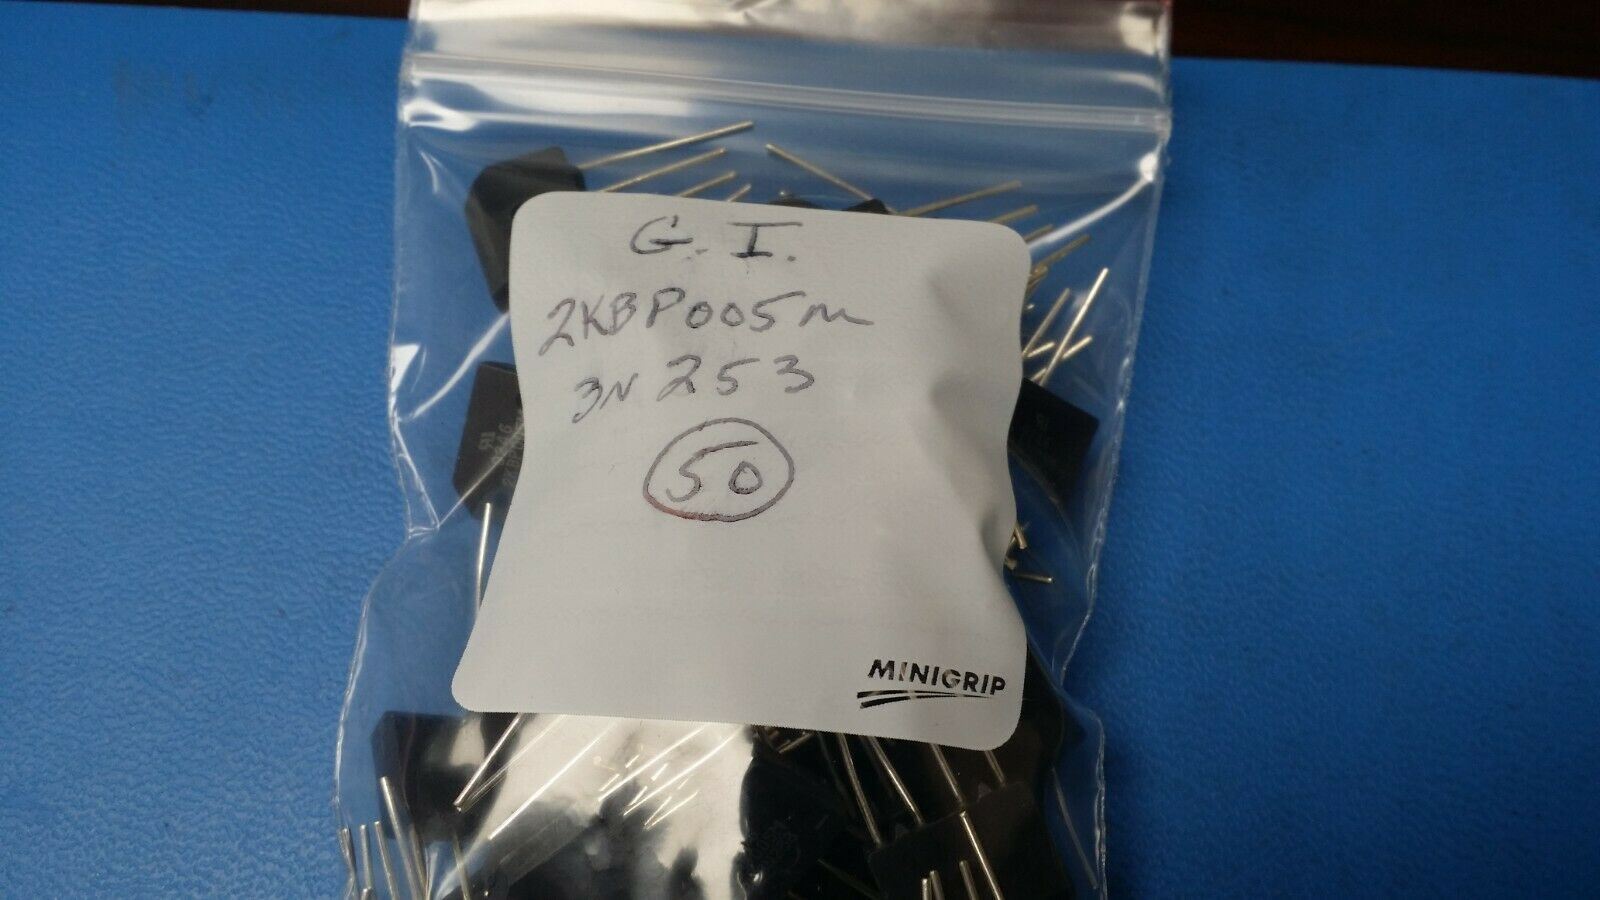 G. I.
2KBP005m
3N253
50
MINIGRIP